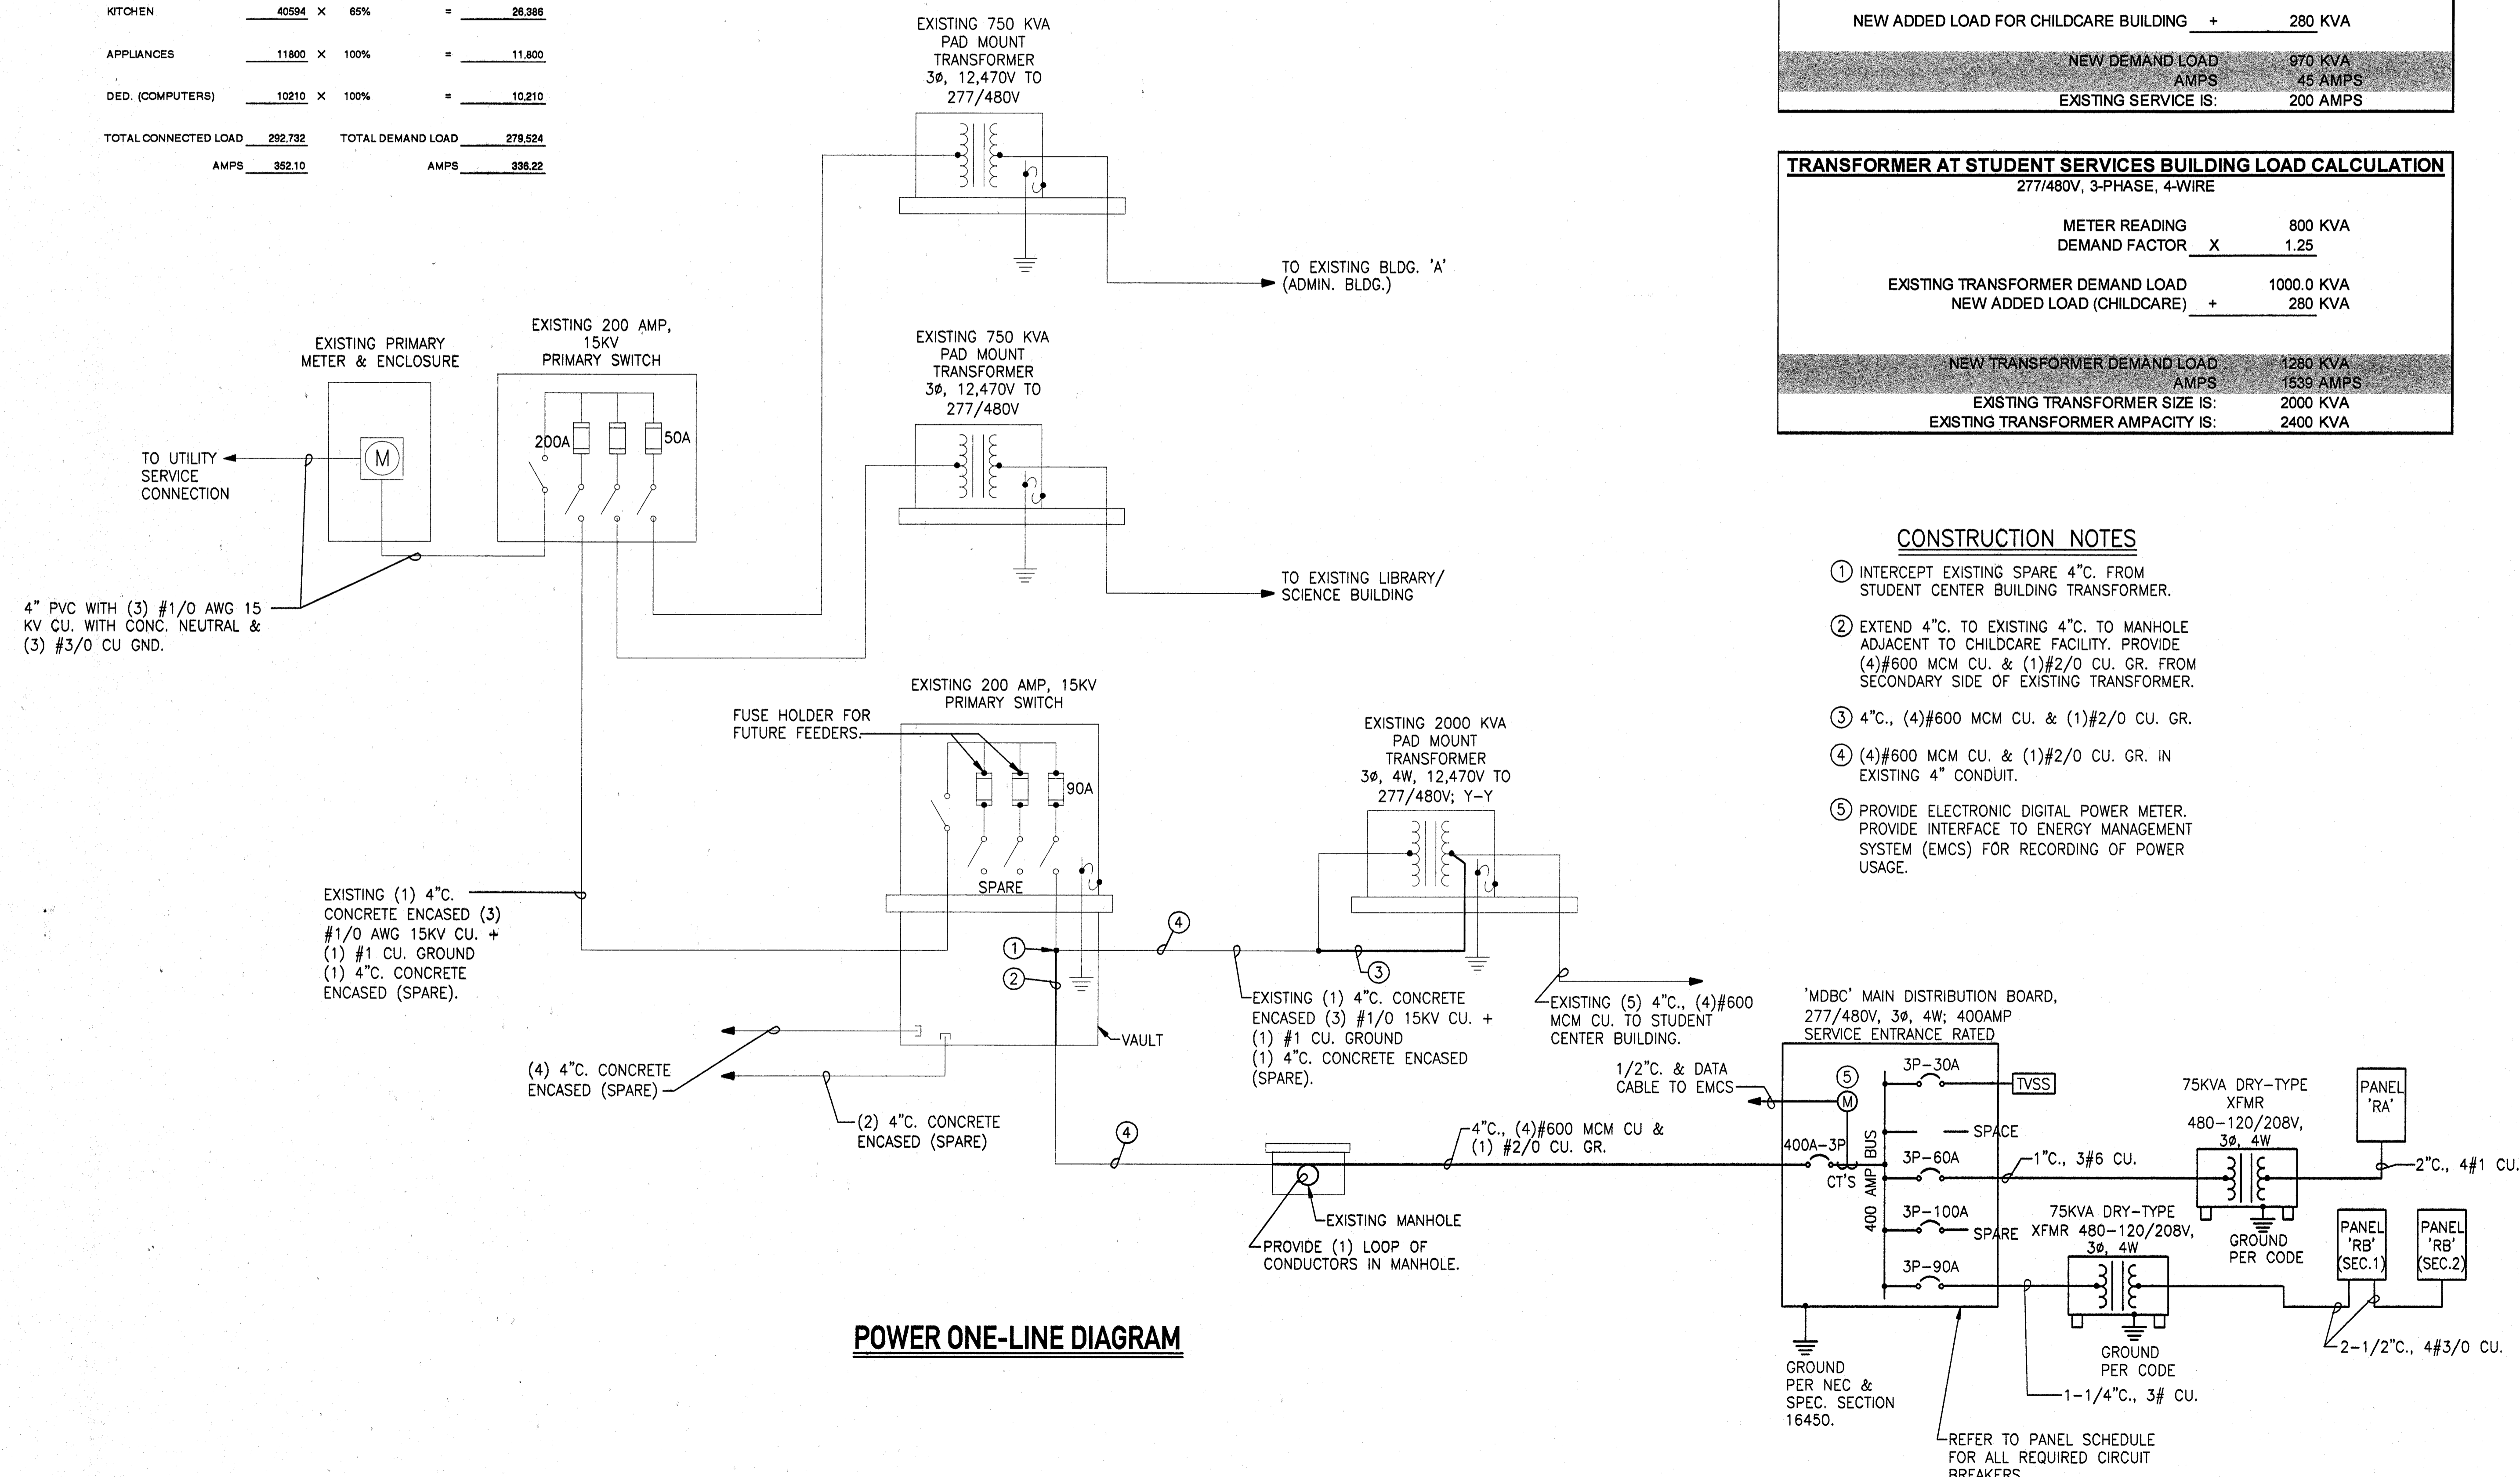 KITCHEN 40594 X 65% = 26,386
APPLIANCES 11800 X 100% = 11,800
DED. (COMPUTERS) 10210 X 100% = 10,210
TOTAL CONNECTED LOAD 292,732 TOTAL DEMAND LOAD 279,524
AMPS 352.10 AMPS 336.22
EXISTING 750 KVA
PAD MOUNT
TRANSFORMER
3ø, 12,470V TO
277/480V
TO EXISTING BLDG. 'A'
(ADMIN. BLDG.)
NEW ADDED LOAD FOR CHILDCARE BUILDING + 280 KVA
NEW DEMAND LOAD 970 KVA
AMPS 45 AMPS
EXISTING SERVICE IS: 200 AMPS
TRANSFORMER AT STUDENT SERVICES BUILDING LOAD CALCULATION
277/480V, 3-PHASE, 4-WIRE
METER READING 800 KVA
DEMAND FACTOR X 1.25
EXISTING TRANSFORMER DEMAND LOAD 1000.0 KVA
NEW ADDED LOAD (CHILDCARE) + 280 KVA
NEW TRANSFORMER DEMAND LOAD 1280 KVA
AMPS 1539 AMPS
EXISTING TRANSFORMER SIZE IS: 2000 KVA
EXISTING TRANSFORMER AMPACITY IS: 2400 KVA
EXISTING PRIMARY
METER & ENCLOSURE
EXISTING 200 AMP,
15KV
PRIMARY SWITCH
200A
50A
M
TO UTILITY
SERVICE
CONNECTION
4" PVC WITH (3) #1/0 AWG 15
KV CU. WITH CONC. NEUTRAL &
(3) #3/0 CU GND.
EXISTING 750 KVA
PAD MOUNT
TRANSFORMER
3ø, 12,470V TO
277/480V
TO EXISTING LIBRARY/
SCIENCE BUILDING
CONSTRUCTION NOTES
1 INTERCEPT EXISTING SPARE 4"C. FROM
STUDENT CENTER BUILDING TRANSFORMER.
2 EXTEND 4"C. TO EXISTING 4"C. TO MANHOLE
ADJACENT TO CHILDCARE FACILITY. PROVIDE
(4)#600 MCM CU. & (1)#2/0 CU. GR. FROM
SECONDARY SIDE OF EXISTING TRANSFORMER.
3 4"C., (4)#600 MCM CU. & (1)#2/0 CU. GR.
4 (4)#600 MCM CU. & (1)#2/0 CU. GR. IN
EXISTING 4" CONDUIT.
5 PROVIDE ELECTRONIC DIGITAL POWER METER.
PROVIDE INTERFACE TO ENERGY MANAGEMENT
SYSTEM (EMCS) FOR RECORDING OF POWER
USAGE.
EXISTING 200 AMP, 15KV
PRIMARY SWITCH
FUSE HOLDER FOR
FUTURE FEEDERS.
90A
SPARE
EXISTING 2000 KVA
PAD MOUNT
TRANSFORMER
3ø, 4W, 12,470V TO
277/480V; Y-Y
EXISTING (1) 4"C.
CONCRETE ENCASED (3)
#1/0 AWG 15KV CU. +
(1) #1 CU. GROUND
(1) 4"C. CONCRETE
ENCASED (SPARE).
1
2
4
3
VAULT
EXISTING (1) 4"C. CONCRETE
ENCASED (3) #1/0 15KV CU. +
(1) #1 CU. GROUND
(1) 4"C. CONCRETE ENCASED
(SPARE).
EXISTING (5) 4"C., (4)#600
MCM CU. TO STUDENT
CENTER BUILDING.
(4) 4"C. CONCRETE
ENCASED (SPARE)
(2) 4"C. CONCRETE
ENCASED (SPARE)
4
4"C., (4)#600 MCM CU &
(1) #2/0 CU. GR.
EXISTING MANHOLE
PROVIDE (1) LOOP OF
CONDUCTORS IN MANHOLE.
'MDBC' MAIN DISTRIBUTION BOARD,
277/480V, 3ø, 4W; 400AMP
SERVICE ENTRANCE RATED
1/2"C. & DATA
CABLE TO EMCS
5
M
400A-3P
CT'S
400 AMP BUS
3P-30A
TVSS
SPACE
3P-60A
1"C., 3#6 CU.
3P-100A
SPARE
3P-90A
75KVA DRY-TYPE
XFMR
480-120/208V,
3ø, 4W
PANEL
'RA'
2"C., 4#1 CU.
GROUND
PER CODE
75KVA DRY-TYPE
XFMR 480-120/208V,
3ø, 4W
PANEL
'RB'
(SEC.1)
PANEL
'RB'
(SEC.2)
2-1/2"C., 4#3/0 CU.
GROUND
PER CODE
1-1/4"C., 3# CU.
GROUND
PER NEC &
SPEC. SECTION
16450.
REFER TO PANEL SCHEDULE
FOR ALL REQUIRED CIRCUIT
BREAKERS
POWER ONE-LINE DIAGRAM